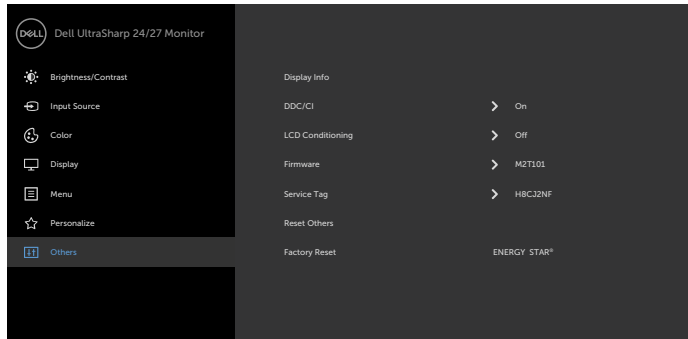 DELL Dell UltraSharp 24/27 Monitor
Brightness/Contrast
Input Source
Color
Display
Menu
Personalize
Others
Display Info
DDC/CI On
LCD Conditioning Off
Firmware M2T101
Service Tag H8CJ2NF
Reset Others
Factory Reset ENERGY STAR®